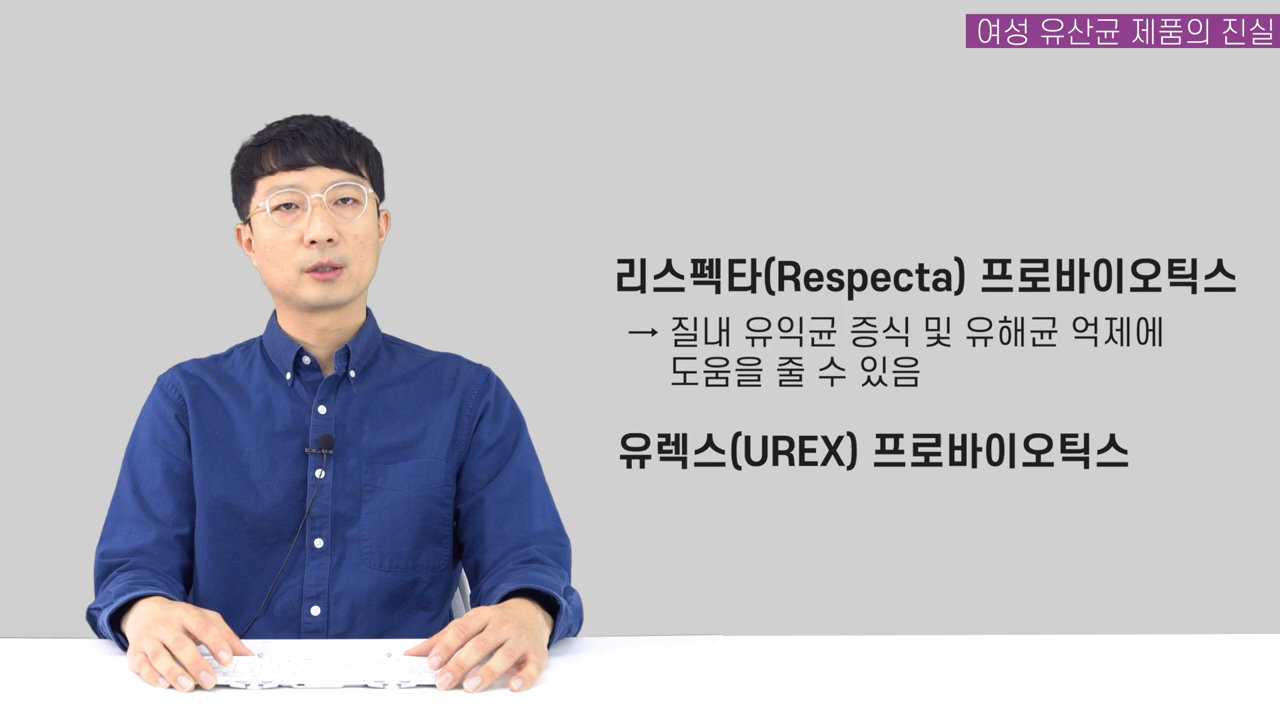 여성 유산균 제품의 진실
리스펙타(Respecta) 프로바이오틱스
→ 질내 유익균 증식 및 유해균 억제에
도움을 줄 수 있음
유렉스(UREX) 프로바이오틱스